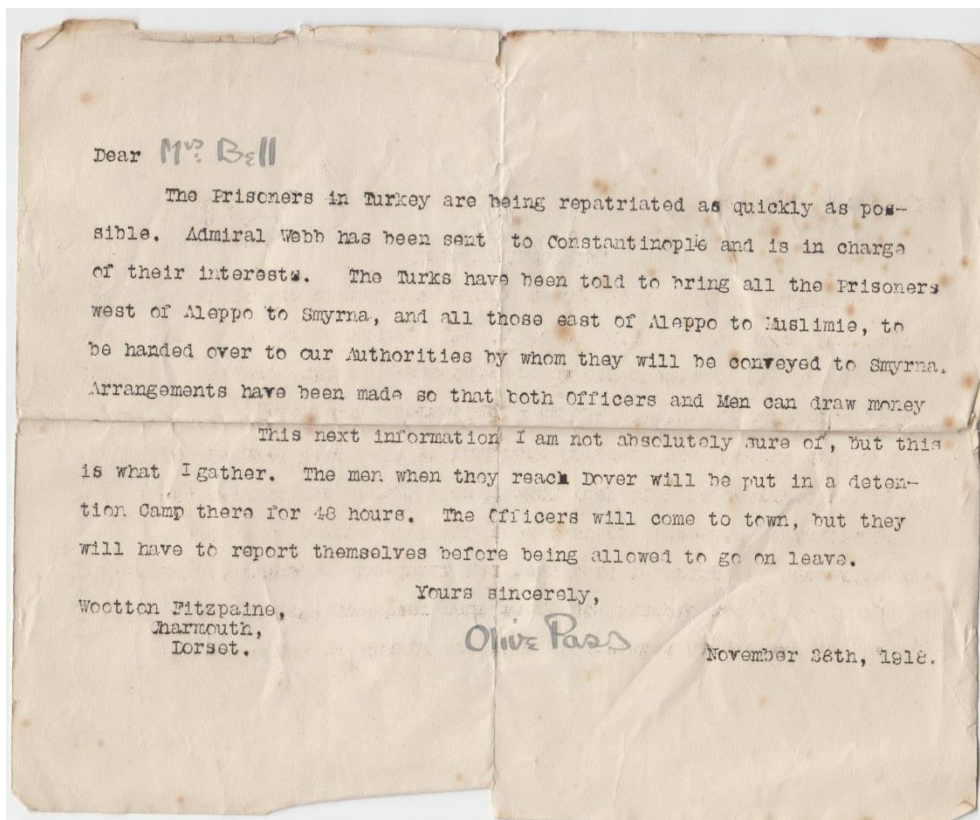 Dear Mrs. Bell
The Prisoners in Turkey are being repatriated as quickly as pos-
sible. Admiral Webb has been sent to Constantinople and is in charge
of their interests. The Turks have been told to bring all the Prisoners
west of Aleppo to Smyrna, and all those east of Aleppo to Muslimie, to
be handed over to our Authorities by whom they will be conveyed to Smyrna.
Arrangements have been made so that both Officers and Men can draw money
This next information I am not absolutely sure of, but this
is what I gather. The men when they reach Dover will be put in a deten-
tion Camp there for 48 hours. The Officers will come to town, but they
will have to report themselves before being allowed to go on leave.
Yours sincerely,
Wootton Fitzpaine,
Charmouth,
Dorset.
Olive Pass
November 28th, 1918.